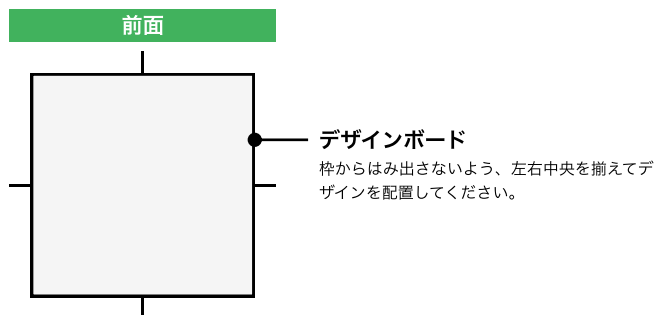 前面
デザインボード
枠からはみ出さないよう、左右中央を揃えてデ
ザインを配置してください。